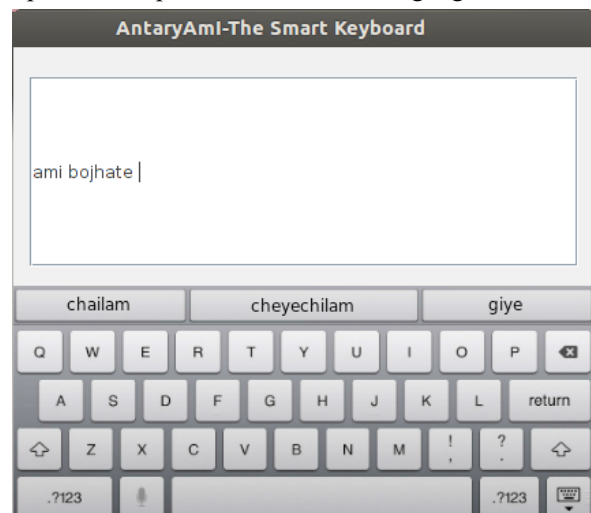 AntaryAmI-The Smart Keyboard
ami bojhate
chailam cheyechilam giye
Q W E R T Y U I O P
A S D F G H J K L return
Z X C V B N M ! , ? .
.?123 .?123